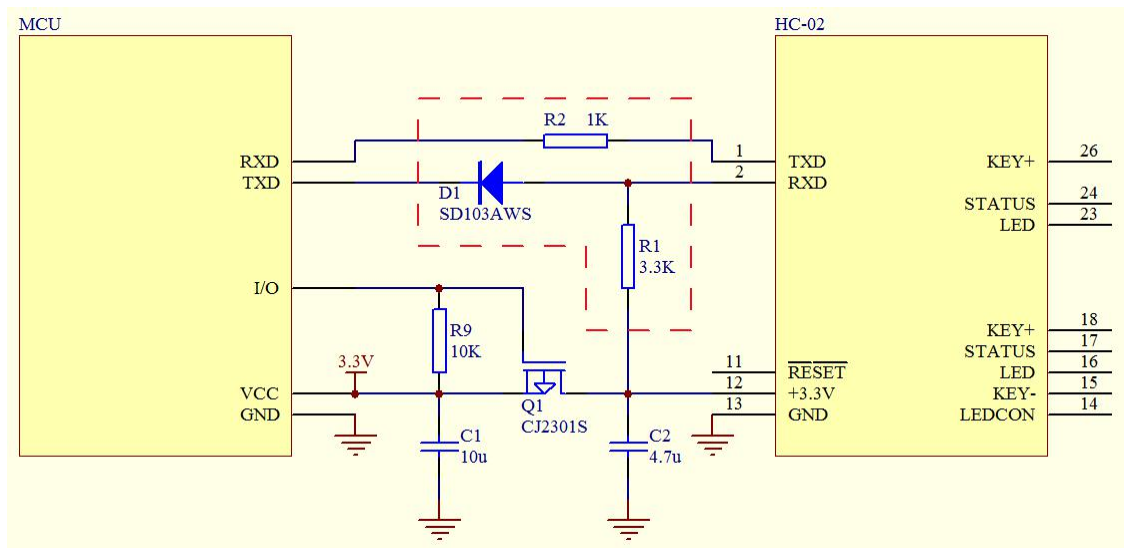 MCU
HC-02
R2 1K
RXD
1
TXD
KEY+
26
TXD
2
RXD
D1
SD103AWS
STATUS
24
LED
23
R1
3.3K
I/O
R9
10K
KEY+
18
STATUS
17
3.3V
11
RESET
LED
16
VCC
12
+3.3V
KEY-
15
Q1
CJ2301S
GND
13
GND
LEDCON
14
C1
10u
C2
4.7u